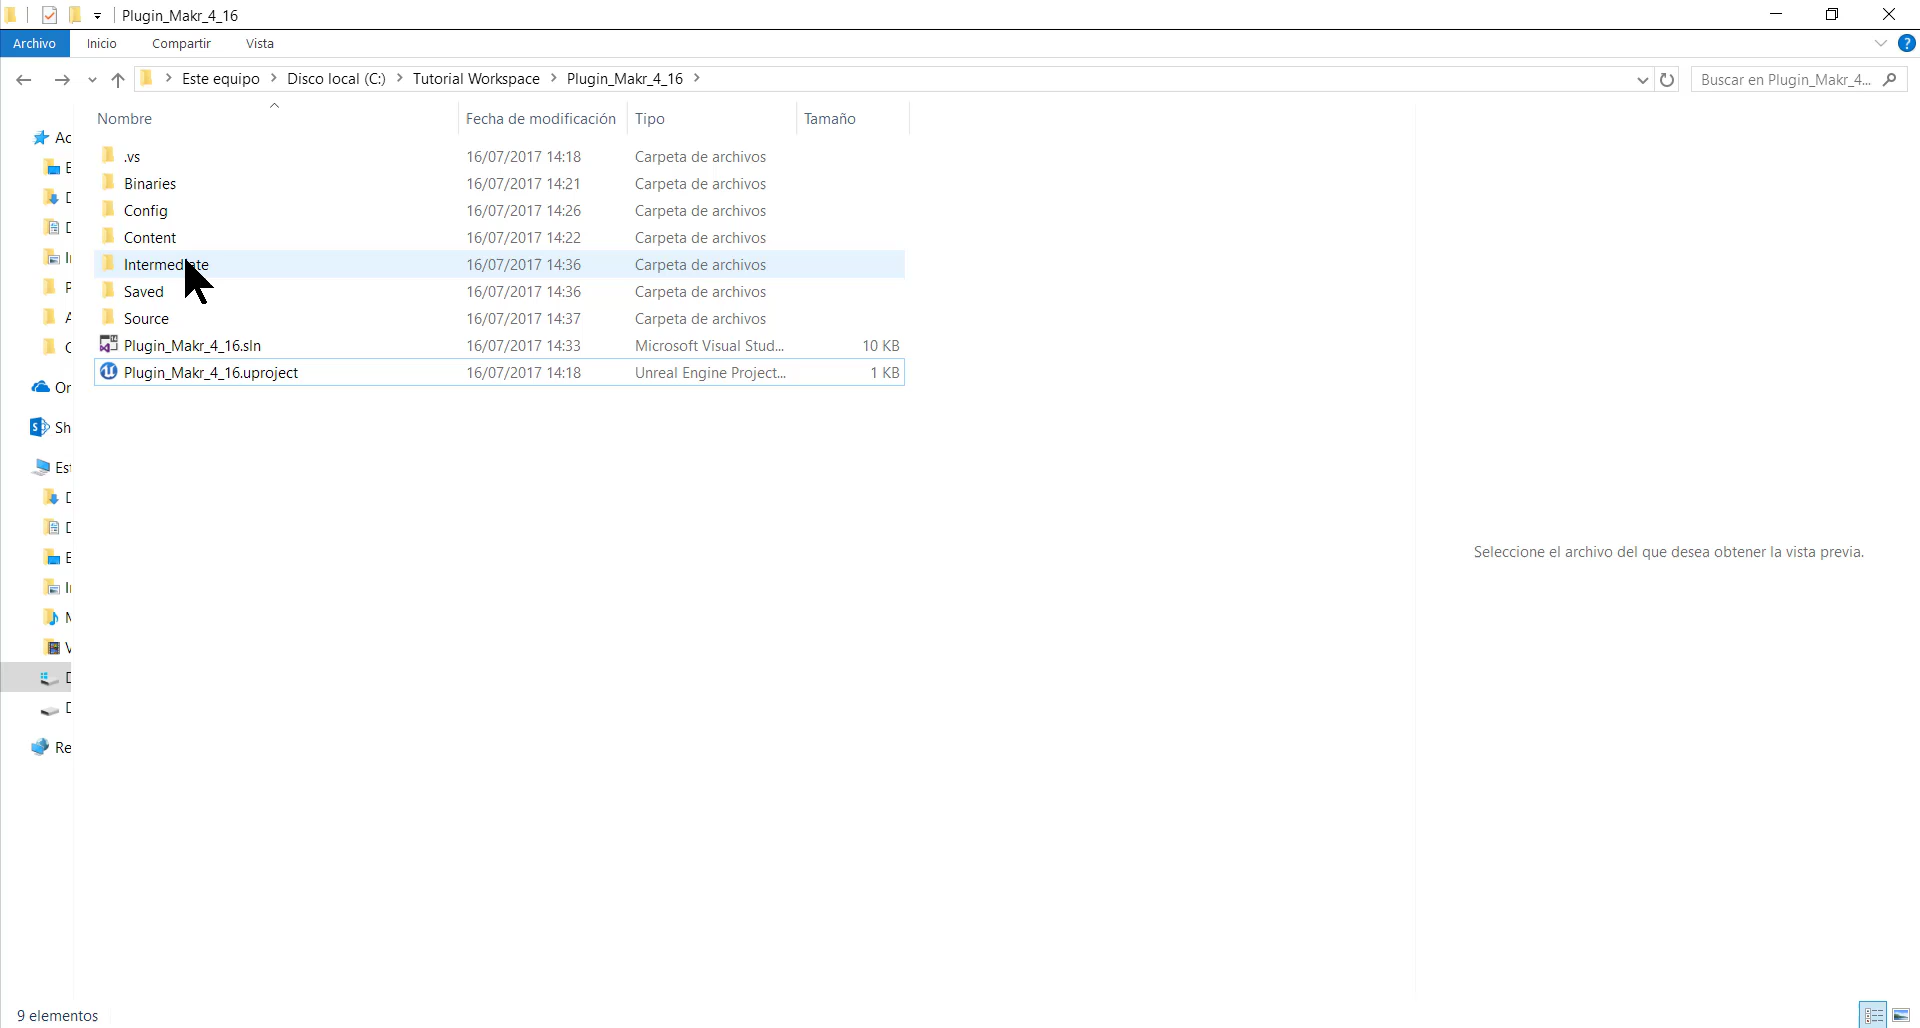 Plugin_Makr_4_16
Archivo Inicio Compartir Vista
Este equipo Disco local (C:) Tutorial Workspace Plugin_Makr_4_16
Buscar en Plugin_Makr_4...
Nombre Fecha de modificación Tipo Tamaño
.vs 16/07/2017 14:18 Carpeta de archivos
Binaries 16/07/2017 14:21 Carpeta de archivos
Config 16/07/2017 14:26 Carpeta de archivos
Content 16/07/2017 14:22 Carpeta de archivos
Intermediate 16/07/2017 14:36 Carpeta de archivos
Saved 16/07/2017 14:36 Carpeta de archivos
Source 16/07/2017 14:37 Carpeta de archivos
Plugin_Makr_4_16.sln 16/07/2017 14:33 Microsoft Visual Stud... 10 KB
Plugin_Makr_4_16.uproject 16/07/2017 14:18 Unreal Engine Project... 1 KB
Ac
Or
Sh
Est
Re
Seleccione el archivo del que desea obtener la vista previa.
9 elementos